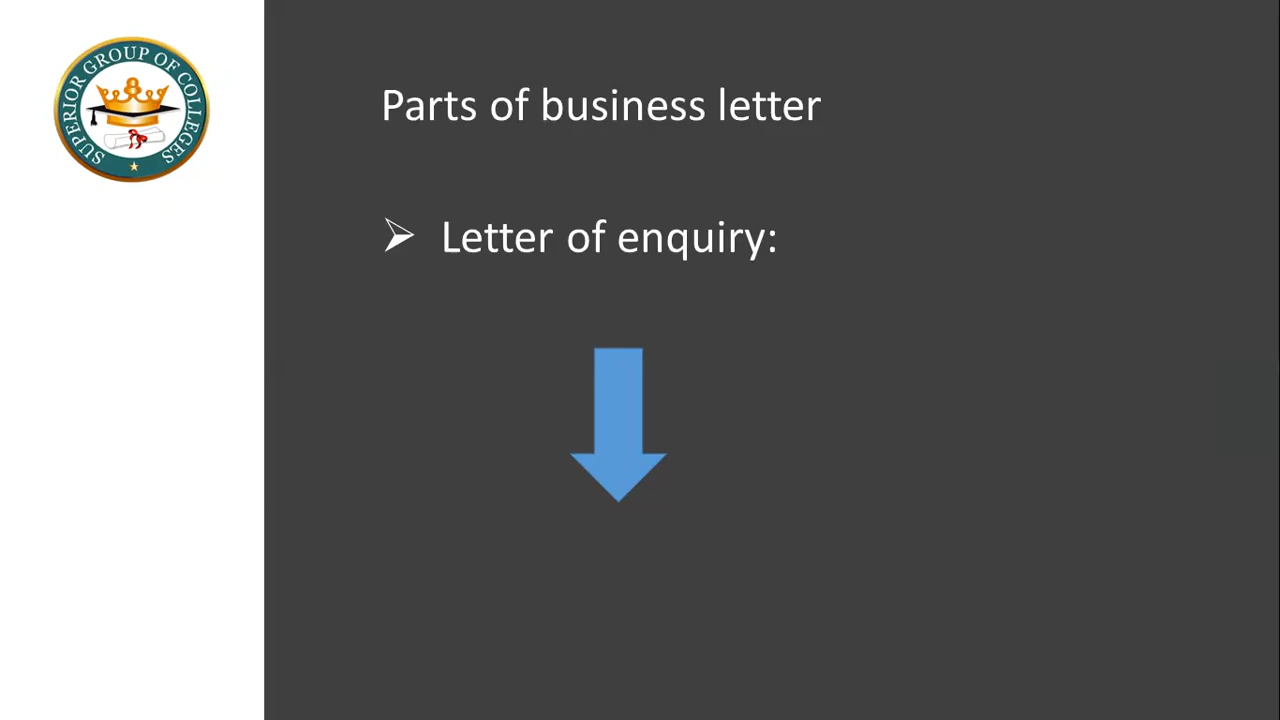 SUPERIOR GROUP OF COLLEGES
Parts of business letter
Letter of enquiry: